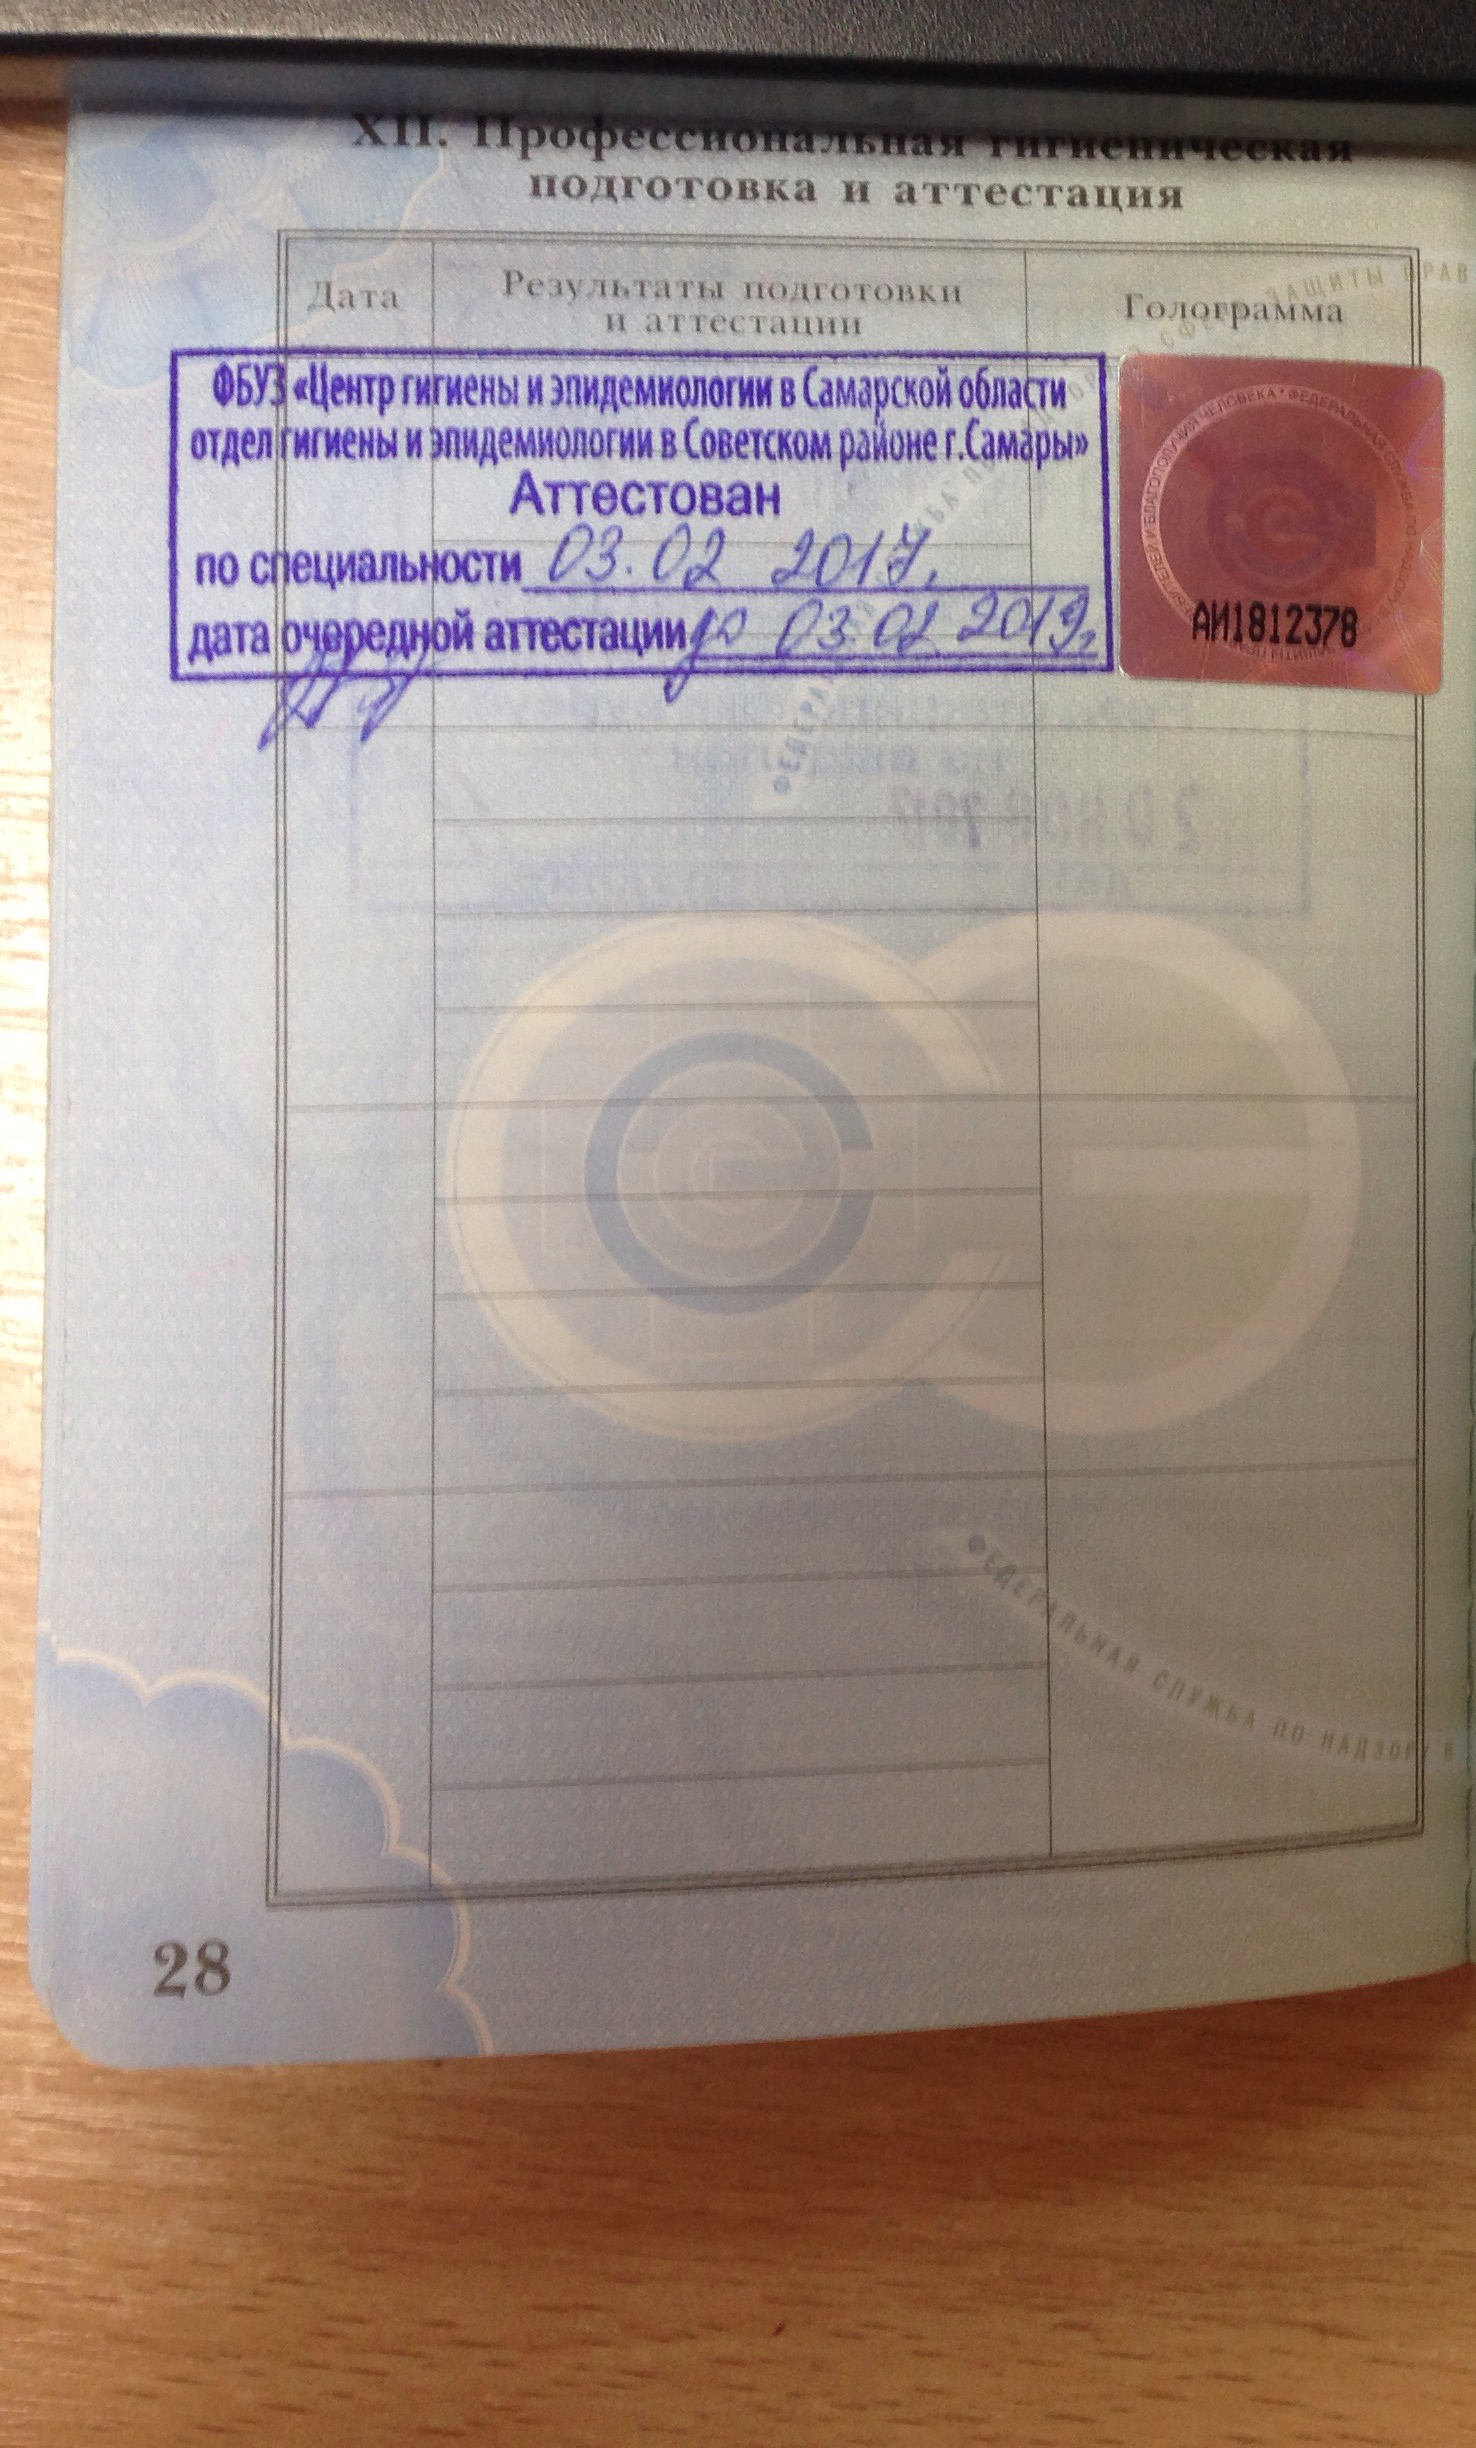 XII. Профессиональная гигиеническая
подготовка и аттестация
Дата
Результаты подготовки
и аттестации
Голограмма
ФБУЗ «Центр гигиены и эпидемиологии в Самарской области
отдел гигиены и эпидемиологии в Советском районе г.Самары»
Аттестован
по специальности 03.02 2017.
дата очередной аттестации до 03.02 2019г
АИ1812378
ФЕДЕРАЛЬНАЯ СЛУЖБА ПО НАДЗОРУ В
28